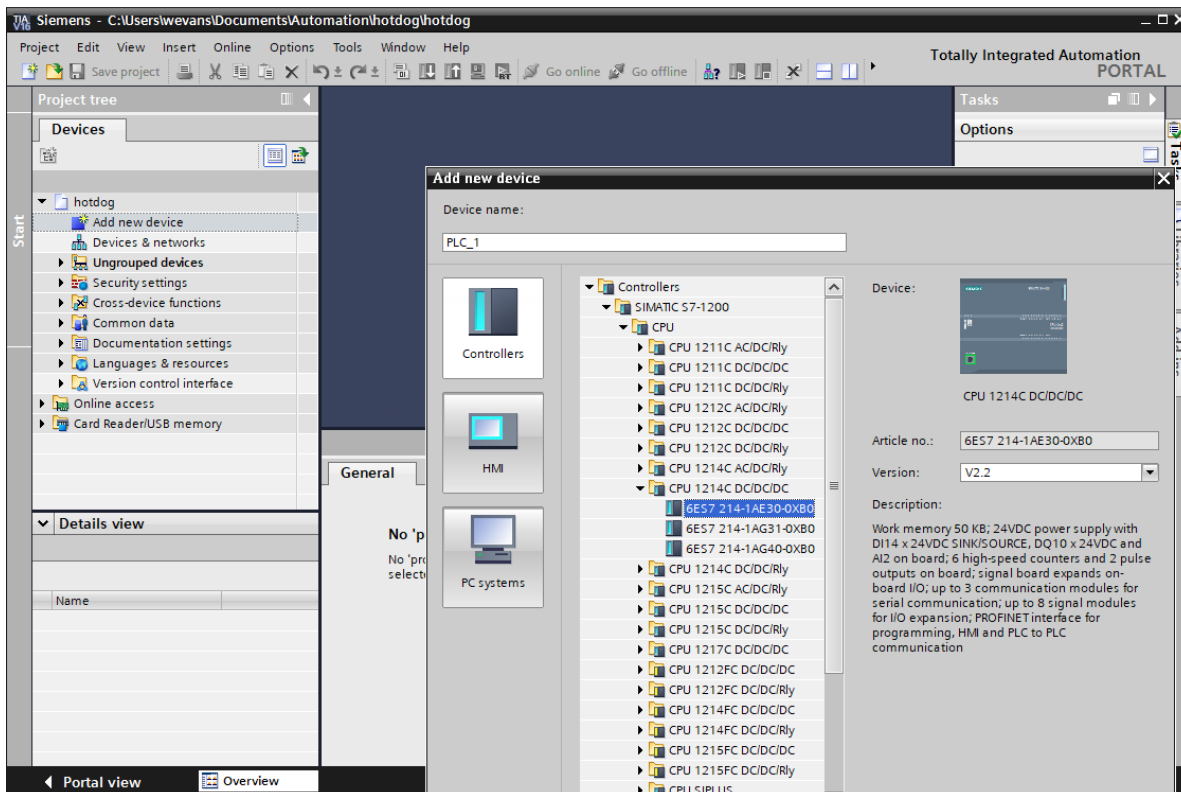 Siemens - C:\Users\wevans\Documents\Automation\hotdog\hotdog
Project Edit View Insert Online Options Tools Window Help
Save project
Go online
Go offline
Totally Integrated Automation
PORTAL
Start
Project tree
Devices
hotdog
Add new device
Devices & networks
Ungrouped devices
Security settings
Cross-device functions
Common data
Documentation settings
Languages & resources
Version control interface
Online access
Card Reader/USB memory
Details view
Name
General
No 'p
No 'pro
selecte
Tasks
Options
Add new device
Device name:
PLC_1
Controllers
HMI
PC systems
Controllers
SIMATIC S7-1200
CPU
CPU 1211C AC/DC/Rly
CPU 1211C DC/DC/DC
CPU 1211C DC/DC/Rly
CPU 1212C AC/DC/Rly
CPU 1212C DC/DC/DC
CPU 1212C DC/DC/Rly
CPU 1214C AC/DC/Rly
CPU 1214C DC/DC/DC
6ES7 214-1AE30-0XB0
6ES7 214-1AG31-0XB0
6ES7 214-1AG40-0XB0
CPU 1214C DC/DC/Rly
CPU 1215C AC/DC/Rly
CPU 1215C DC/DC/DC
CPU 1215C DC/DC/Rly
CPU 1217C DC/DC/DC
CPU 1212FC DC/DC/DC
CPU 1212FC DC/DC/Rly
CPU 1214FC DC/DC/DC
CPU 1214FC DC/DC/Rly
CPU 1215FC DC/DC/DC
CPU 1215FC DC/DC/Rly
CPU SIPLUS
Device:
CPU 1214C DC/DC/DC
Article no.: 6ES7 214-1AE30-0XB0
Version: V2.2
Description:
Work memory 50 KB; 24VDC power supply with
DI14 x 24VDC SINK/SOURCE, DQ10 x 24VDC and
AI2 on board; 6 high-speed counters and 2 pulse
outputs on board; signal board expands on-
board I/O; up to 3 communication modules for
serial communication; up to 8 signal modules
for I/O expansion; PROFINET interface for
programming, HMI and PLC to PLC
communication
Portal view
Overview